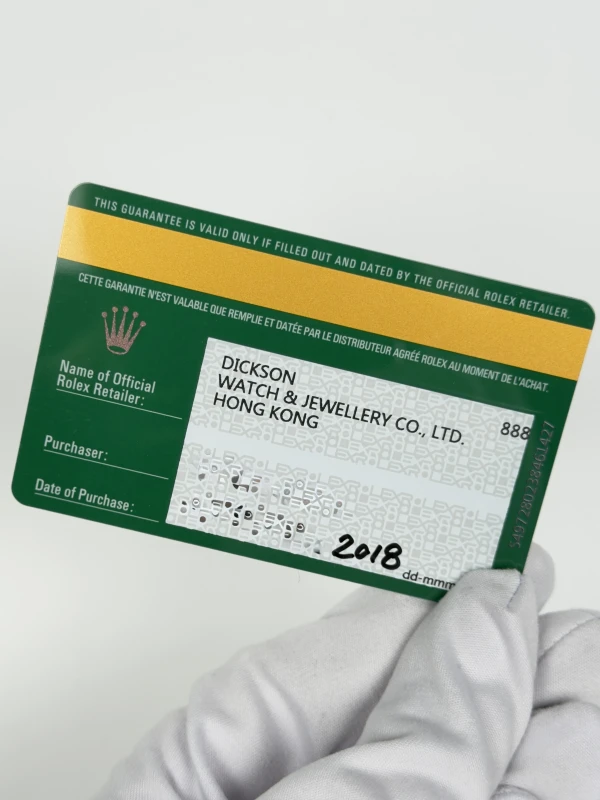 THIS GUARANTEE IS VALID ONLY IF FILLED OUT AND DATED BY THE OFFICIAL ROLEX RETAILER.
CETTE GARANTIE N'EST VALABLE QUE REMPLIE ET DATÉE PAR LE DISTRIBUTEUR AGRÉÉ ROLEX AU MOMENT DE L'ACHAT.
Name of Official
Rolex Retailer:
DICKSON
WATCH & JEWELLERY CO., LTD.
HONG KONG
888
Purchaser:
Date of Purchase:
2018
dd-mmm